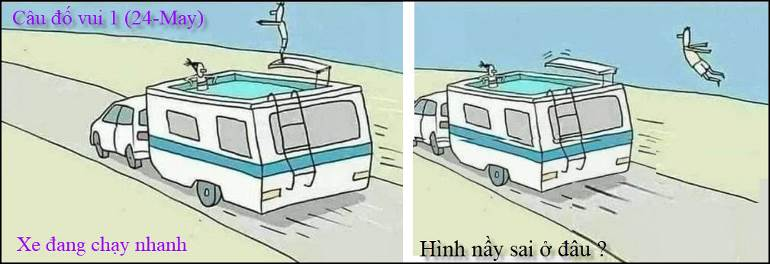 Câu đố vui 1 (24-May)
Xe đang chạy nhanh
Hình nầy sai ở đâu ?